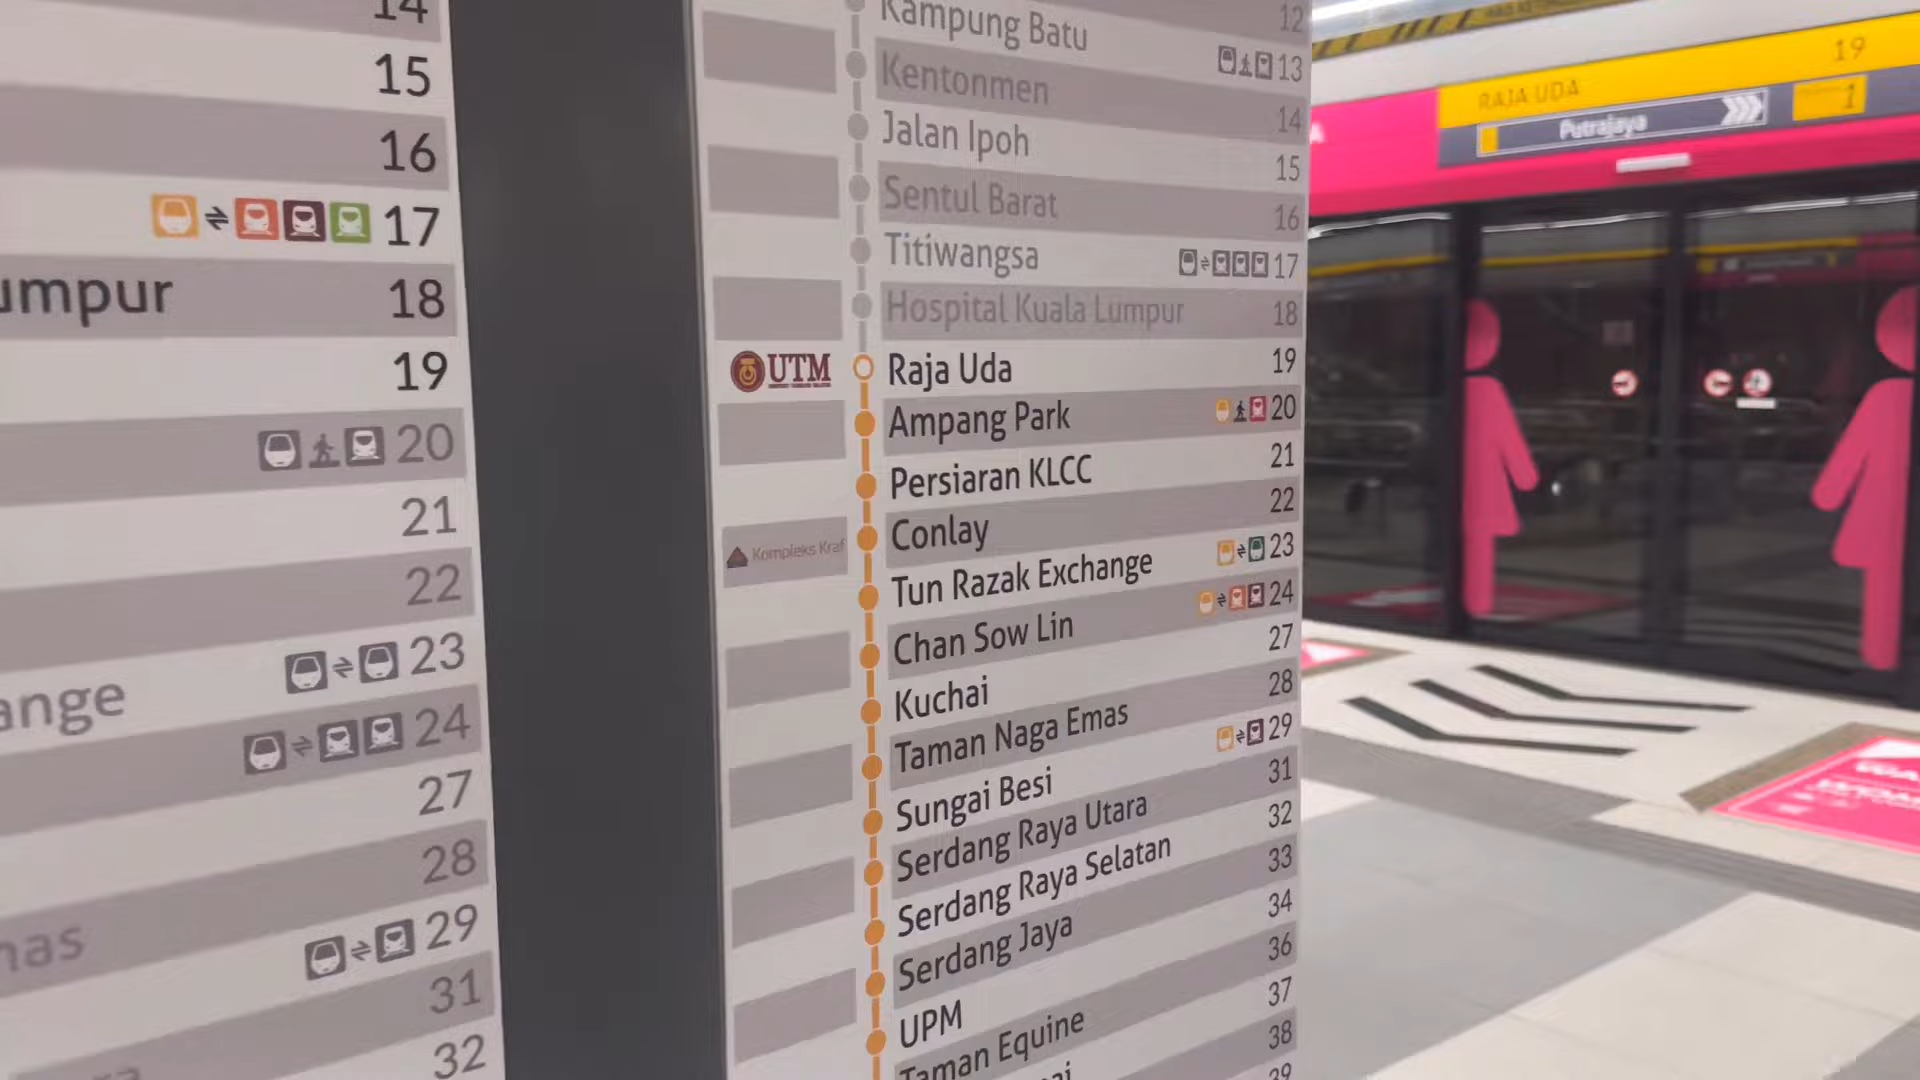 14
15
16
17
umpur 18
19
20
21
22
ange 23
24
27
28
mas 29
31
32
Kampung Batu 12
Kentonmen 13
Jalan Ipoh 14
Sentul Barat 15
Titiwangsa 16
Hospital Kuala Lumpur 17
18
UTM Raja Uda 19
Ampang Park 20
Persiaran KLCC 21
Kompleks Kraf Conlay 22
Tun Razak Exchange 23
Chan Sow Lin 24
Kuchai 27
Taman Naga Emas 28
Sungai Besi 29
Serdang Raya Utara 31
Serdang Raya Selatan 32
Serdang Jaya 33
UPM 34
Taman Equine 36
37
38
39
19
RAJA UDA
Putrajaya
1